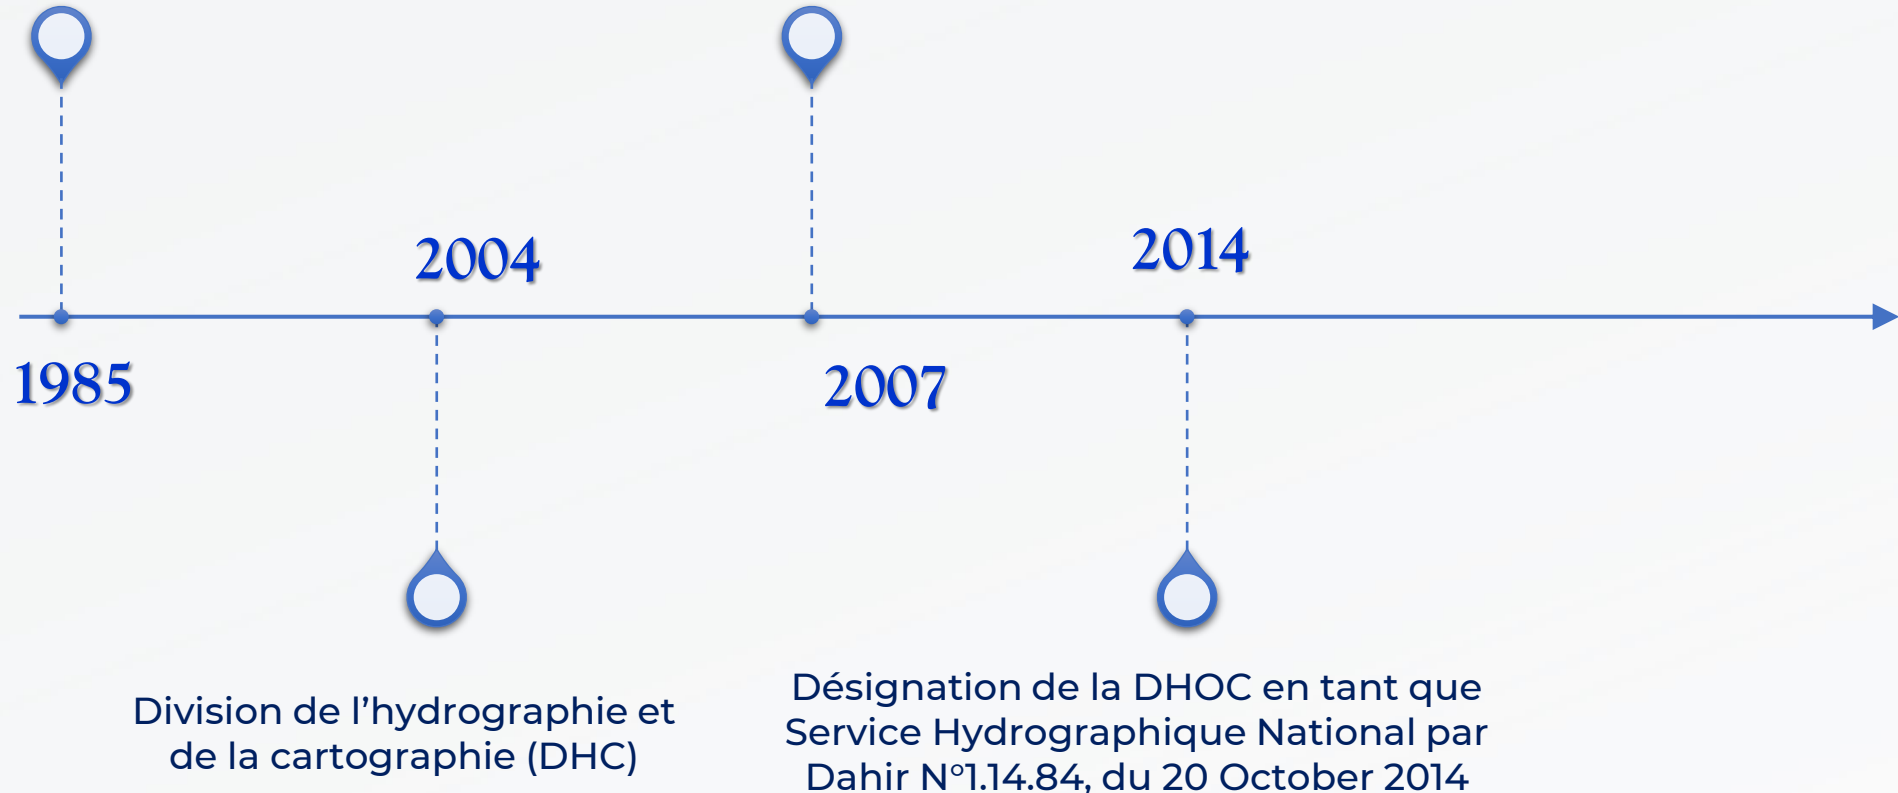 2004
2014
1985
2007
Division de l’hydrographie et
de la cartographie (DHC)
Désignation de la DHOC en tant que
Service Hydrographique National par
Dahir N°1.14.84, du 20 October 2014